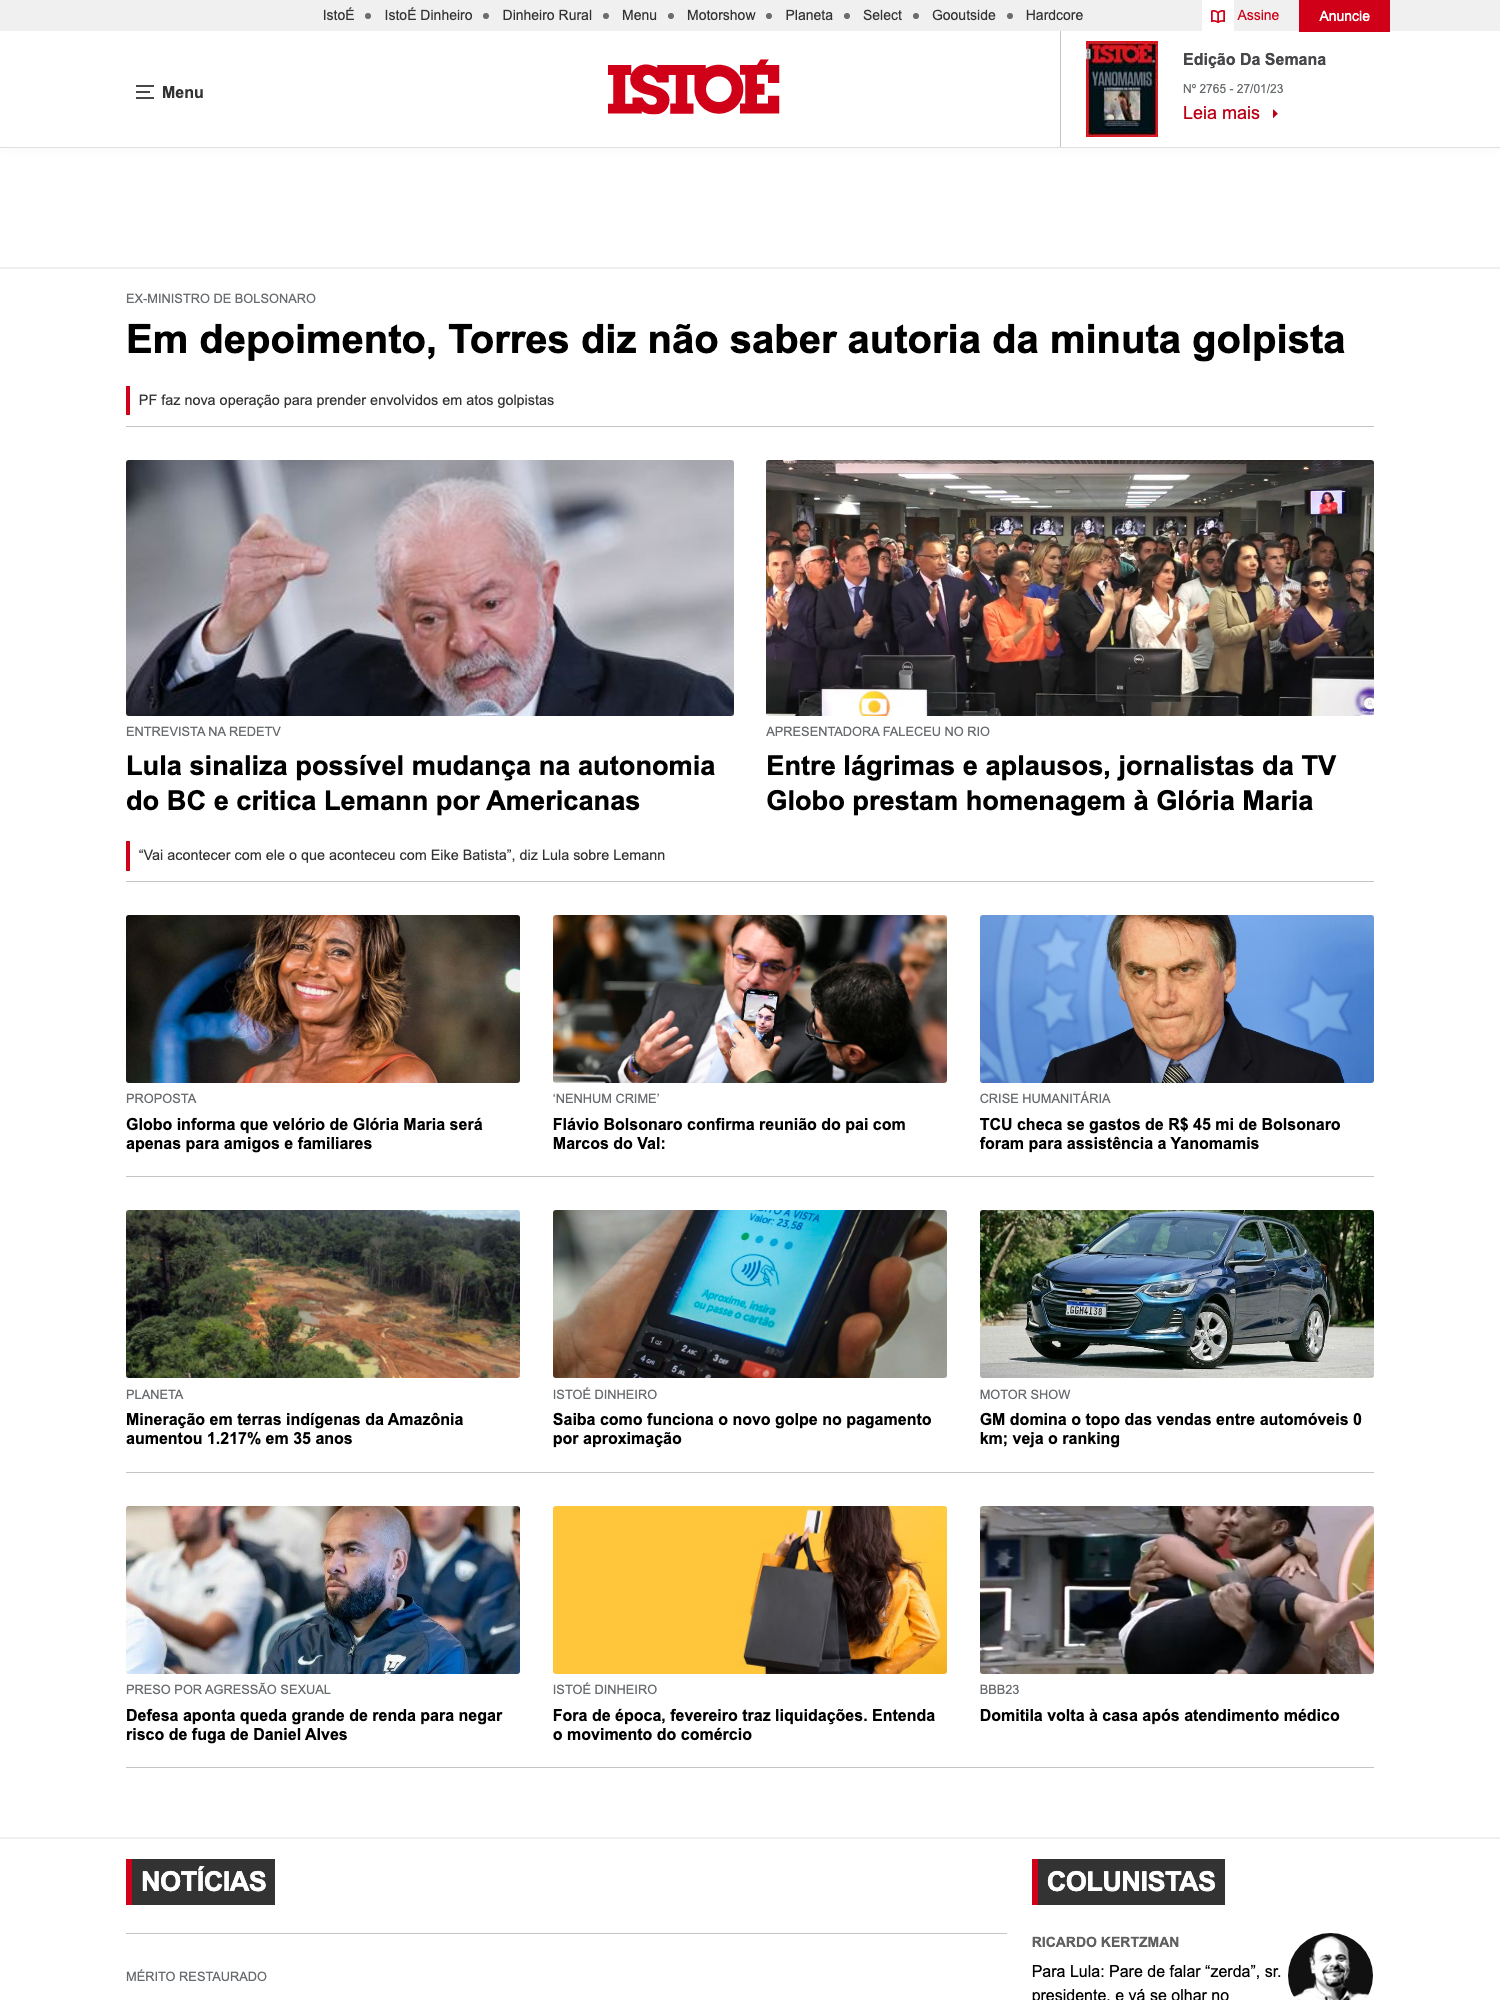 IstoÉ • IstoÉ Dinheiro • Dinheiro Rural • Menu • Motorshow • Planeta • Select • Gooutside • Hardcore
Assine
Anuncie
Menu
ISTOÉ
ISTOÉ
YANOMAMIS
Edição Da Semana
Nº 2765 - 27/01/23
Leia mais
EX-MINISTRO DE BOLSONARO
Em depoimento, Torres diz não saber autoria da minuta golpista
PF faz nova operação para prender envolvidos em atos golpistas
ENTREVISTA NA REDETV
Lula sinaliza possível mudança na autonomia
do BC e critica Lemann por Americanas
“Vai acontecer com ele o que aconteceu com Eike Batista”, diz Lula sobre Lemann
APRESENTADORA FALECEU NO RIO
Entre lágrimas e aplausos, jornalistas da TV
Globo prestam homenagem à Glória Maria
PROPOSTA
Globo informa que velório de Glória Maria será
apenas para amigos e familiares
‘NENHUM CRIME’
Flávio Bolsonaro confirma reunião do pai com
Marcos do Val:
CRISE HUMANITÁRIA
TCU checa se gastos de R$ 45 mi de Bolsonaro
foram para assistência a Yanomamis
PLANETA
Mineração em terras indígenas da Amazônia
aumentou 1.217% em 35 anos
A VISTA
Valor: 23,58
Aproxime, insira
ou passe o cartão
ISTOÉ DINHEIRO
Saiba como funciona o novo golpe no pagamento
por aproximação
GGM4138
MOTOR SHOW
GM domina o topo das vendas entre automóveis 0
km; veja o ranking
PRESO POR AGRESSÃO SEXUAL
Defesa aponta queda grande de renda para negar
risco de fuga de Daniel Alves
ISTOÉ DINHEIRO
Fora de época, fevereiro traz liquidações. Entenda
o movimento do comércio
BBB23
Domitila volta à casa após atendimento médico
NOTÍCIAS
MÉRITO RESTAURADO
COLUNISTAS
RICARDO KERTZMAN
Para Lula: Pare de falar “zerda”, sr.
presidente, e vá se olhar no